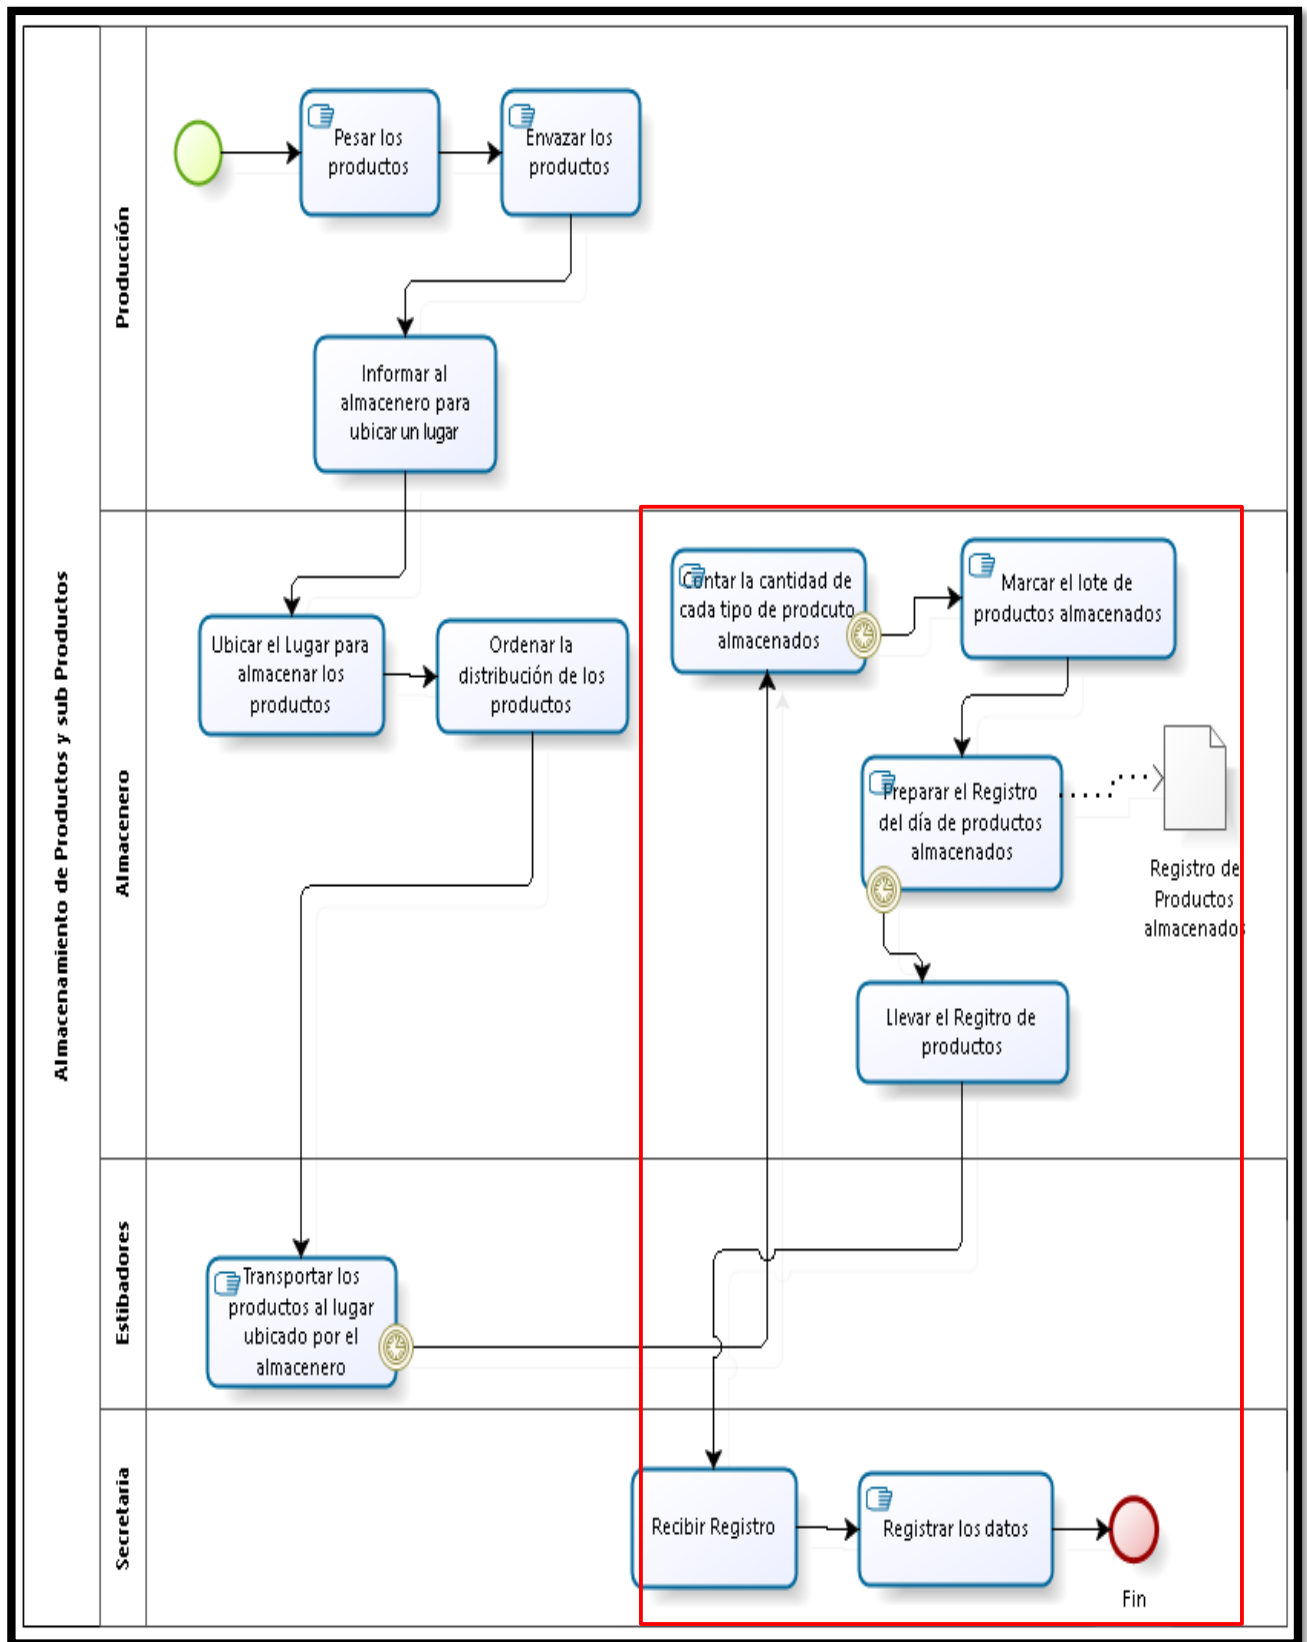 Almacenamiento de Productos y sub Productos
Producción
Pesar los
productos
Envazar los
productos
Informar al
almacenero para
ubicar un lugar
Almacenero
Ubicar el Lugar para
almacenar los
productos
Ordenar la
distribución de los
productos
Contar la cantidad de
cada tipo de prodcuto
almacenados
Marcar el lote de
productos almacenados
Preparar el Registro
del día de productos
almacenados
Registro de
Productos
almacenados
Llevar el Regitro de
productos
Estibadores
Transportar los
productos al lugar
ubicado por el
almacenero
Secretaria
Recibir Registro
Registrar los datos
Fin